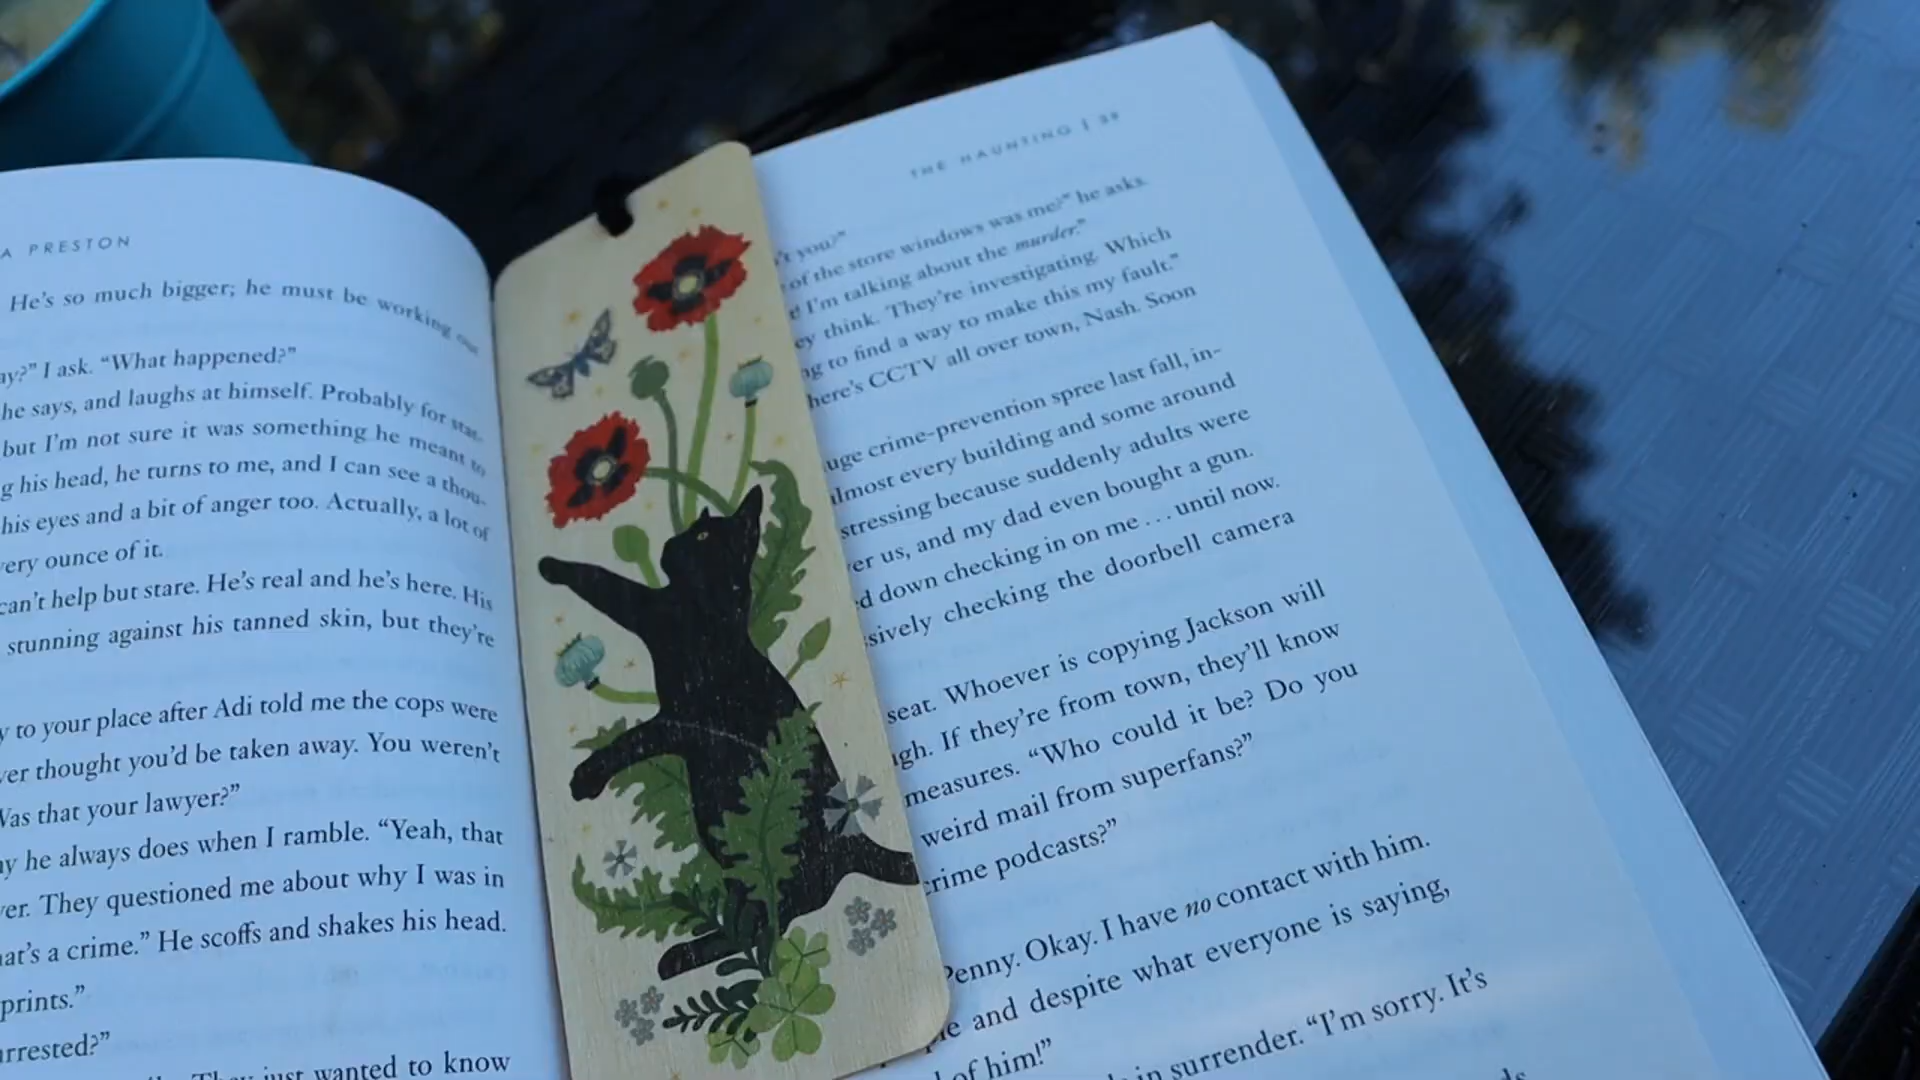 A PRESTON
He's so much bigger; he must be working out
ay?” I ask. “What happened?”
he says, and laughs at himself. Probably for
but I'm not sure it was something he meant to
g his head, he turns to me, and I can see a thou-
his eyes and a bit of anger too. Actually, a lot of
very ounce of it.
can't help but stare. He's real and he's here. His
stunning against his tanned skin, but they're
y to your place after Adi told me the cops were
ver thought you'd be taken away. You weren't
Was that your lawyer?”
ay he always does when I ramble. “Yeah, that
ver. They questioned me about why I was in
hat's a crime.” He scoffs and shakes his head.
prints.”
arrested?”
They just wanted to know
THE HAUNTING | 39
't you?”
of the store windows was me?” he asks.
I'm talking about the murder.”
ey think. They're investigating. Which
ng to find a way to make this my fault.”
here's CCTV all over town, Nash. Soon
uge crime-prevention spree last fall, in-
almost every building and some around
stressing because suddenly adults were
er us, and my dad even bought a gun.
d down checking in on me . . . until now.
sively checking the doorbell camera
seat. Whoever is copying Jackson will
gh. If they're from town, they'll know
measures. “Who could it be? Do you
weird mail from superfans?”
crime podcasts?”
Penny. Okay. I have no contact with him.
le and despite what everyone is saying,
of him!”
in surrender. “I'm sorry. It's